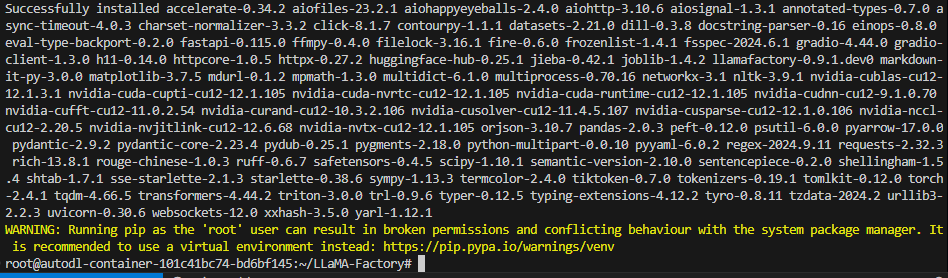 Successfully installed accelerate-0.34.2 aiofiles-23.2.1 aiohappyeyeballs-2.4.0 aiohttp-3.10.6 aiosignal-1.3.1 annotated-types-0.7.0 a
sync-timeout-4.0.3 charset-normalizer-3.3.2 click-8.1.7 contourpy-1.1.1 datasets-2.21.0 dill-0.3.8 docstring-parser-0.16 einops-0.8.0
eval-type-backport-0.2.0 fastapi-0.115.0 ffmpy-0.4.0 filelock-3.16.1 fire-0.6.0 frozenlist-1.4.1 fsspec-2024.6.1 gradio-4.44.0 gradio-
client-1.3.0 h11-0.14.0 httpcore-1.0.5 httpx-0.27.2 huggingface-hub-0.25.1 jieba-0.42.1 joblib-1.4.2 llamafactory-0.9.1.dev0 markdown-
it-py-3.0.0 matplotlib-3.7.5 mdurl-0.1.2 mpmath-1.3.0 multidict-6.1.0 multiprocess-0.70.16 networkx-3.1 nltk-3.9.1 nvidia-cublas-cu12-
12.1.3.1 nvidia-cuda-cupti-cu12-12.1.105 nvidia-cuda-nvrtc-cu12-12.1.105 nvidia-cuda-runtime-cu12-12.1.105 nvidia-cudnn-cu12-9.1.0.70
nvidia-cufft-cu12-11.0.2.54 nvidia-curand-cu12-10.3.2.106 nvidia-cusolver-cu12-11.4.5.107 nvidia-cusparse-cu12-12.1.0.106 nvidia-nccl-
cu12-2.20.5 nvidia-nvjitlink-cu12-12.6.68 nvidia-nvtx-cu12-12.1.105 orjson-3.10.7 pandas-2.0.3 peft-0.12.0 psutil-6.0.0 pyarrow-17.0.0
pydantic-2.9.2 pydantic-core-2.23.4 pydub-0.25.1 pygments-2.18.0 python-multipart-0.0.10 pyyaml-6.0.2 regex-2024.9.11 requests-2.32.3
rich-13.8.1 rouge-chinese-1.0.3 ruff-0.6.7 safetensors-0.4.5 scipy-1.10.1 semantic-version-2.10.0 sentencepiece-0.2.0 shellingham-1.5
.4 shtab-1.7.1 sse-starlette-2.1.3 starlette-0.38.6 sympy-1.13.3 termcolor-2.4.0 tiktoken-0.7.0 tokenizers-0.19.1 tomlkit-0.12.0 torch
-2.4.1 tqdm-4.66.5 transformers-4.44.2 triton-3.0.0 trl-0.9.6 typer-0.12.5 typing-extensions-4.12.2 tyro-0.8.11 tzdata-2024.2 urllib3-
2.2.3 uvicorn-0.30.6 websockets-12.0 xxhash-3.5.0 yarl-1.12.1
WARNING: Running pip as the 'root' user can result in broken permissions and conflicting behaviour with the system package manager. It
is recommended to use a virtual environment instead: https://pip.pypa.io/warnings/venv
root@autodl-container-101c41bc74-bd6bf145:~/LLaMA-Factory#